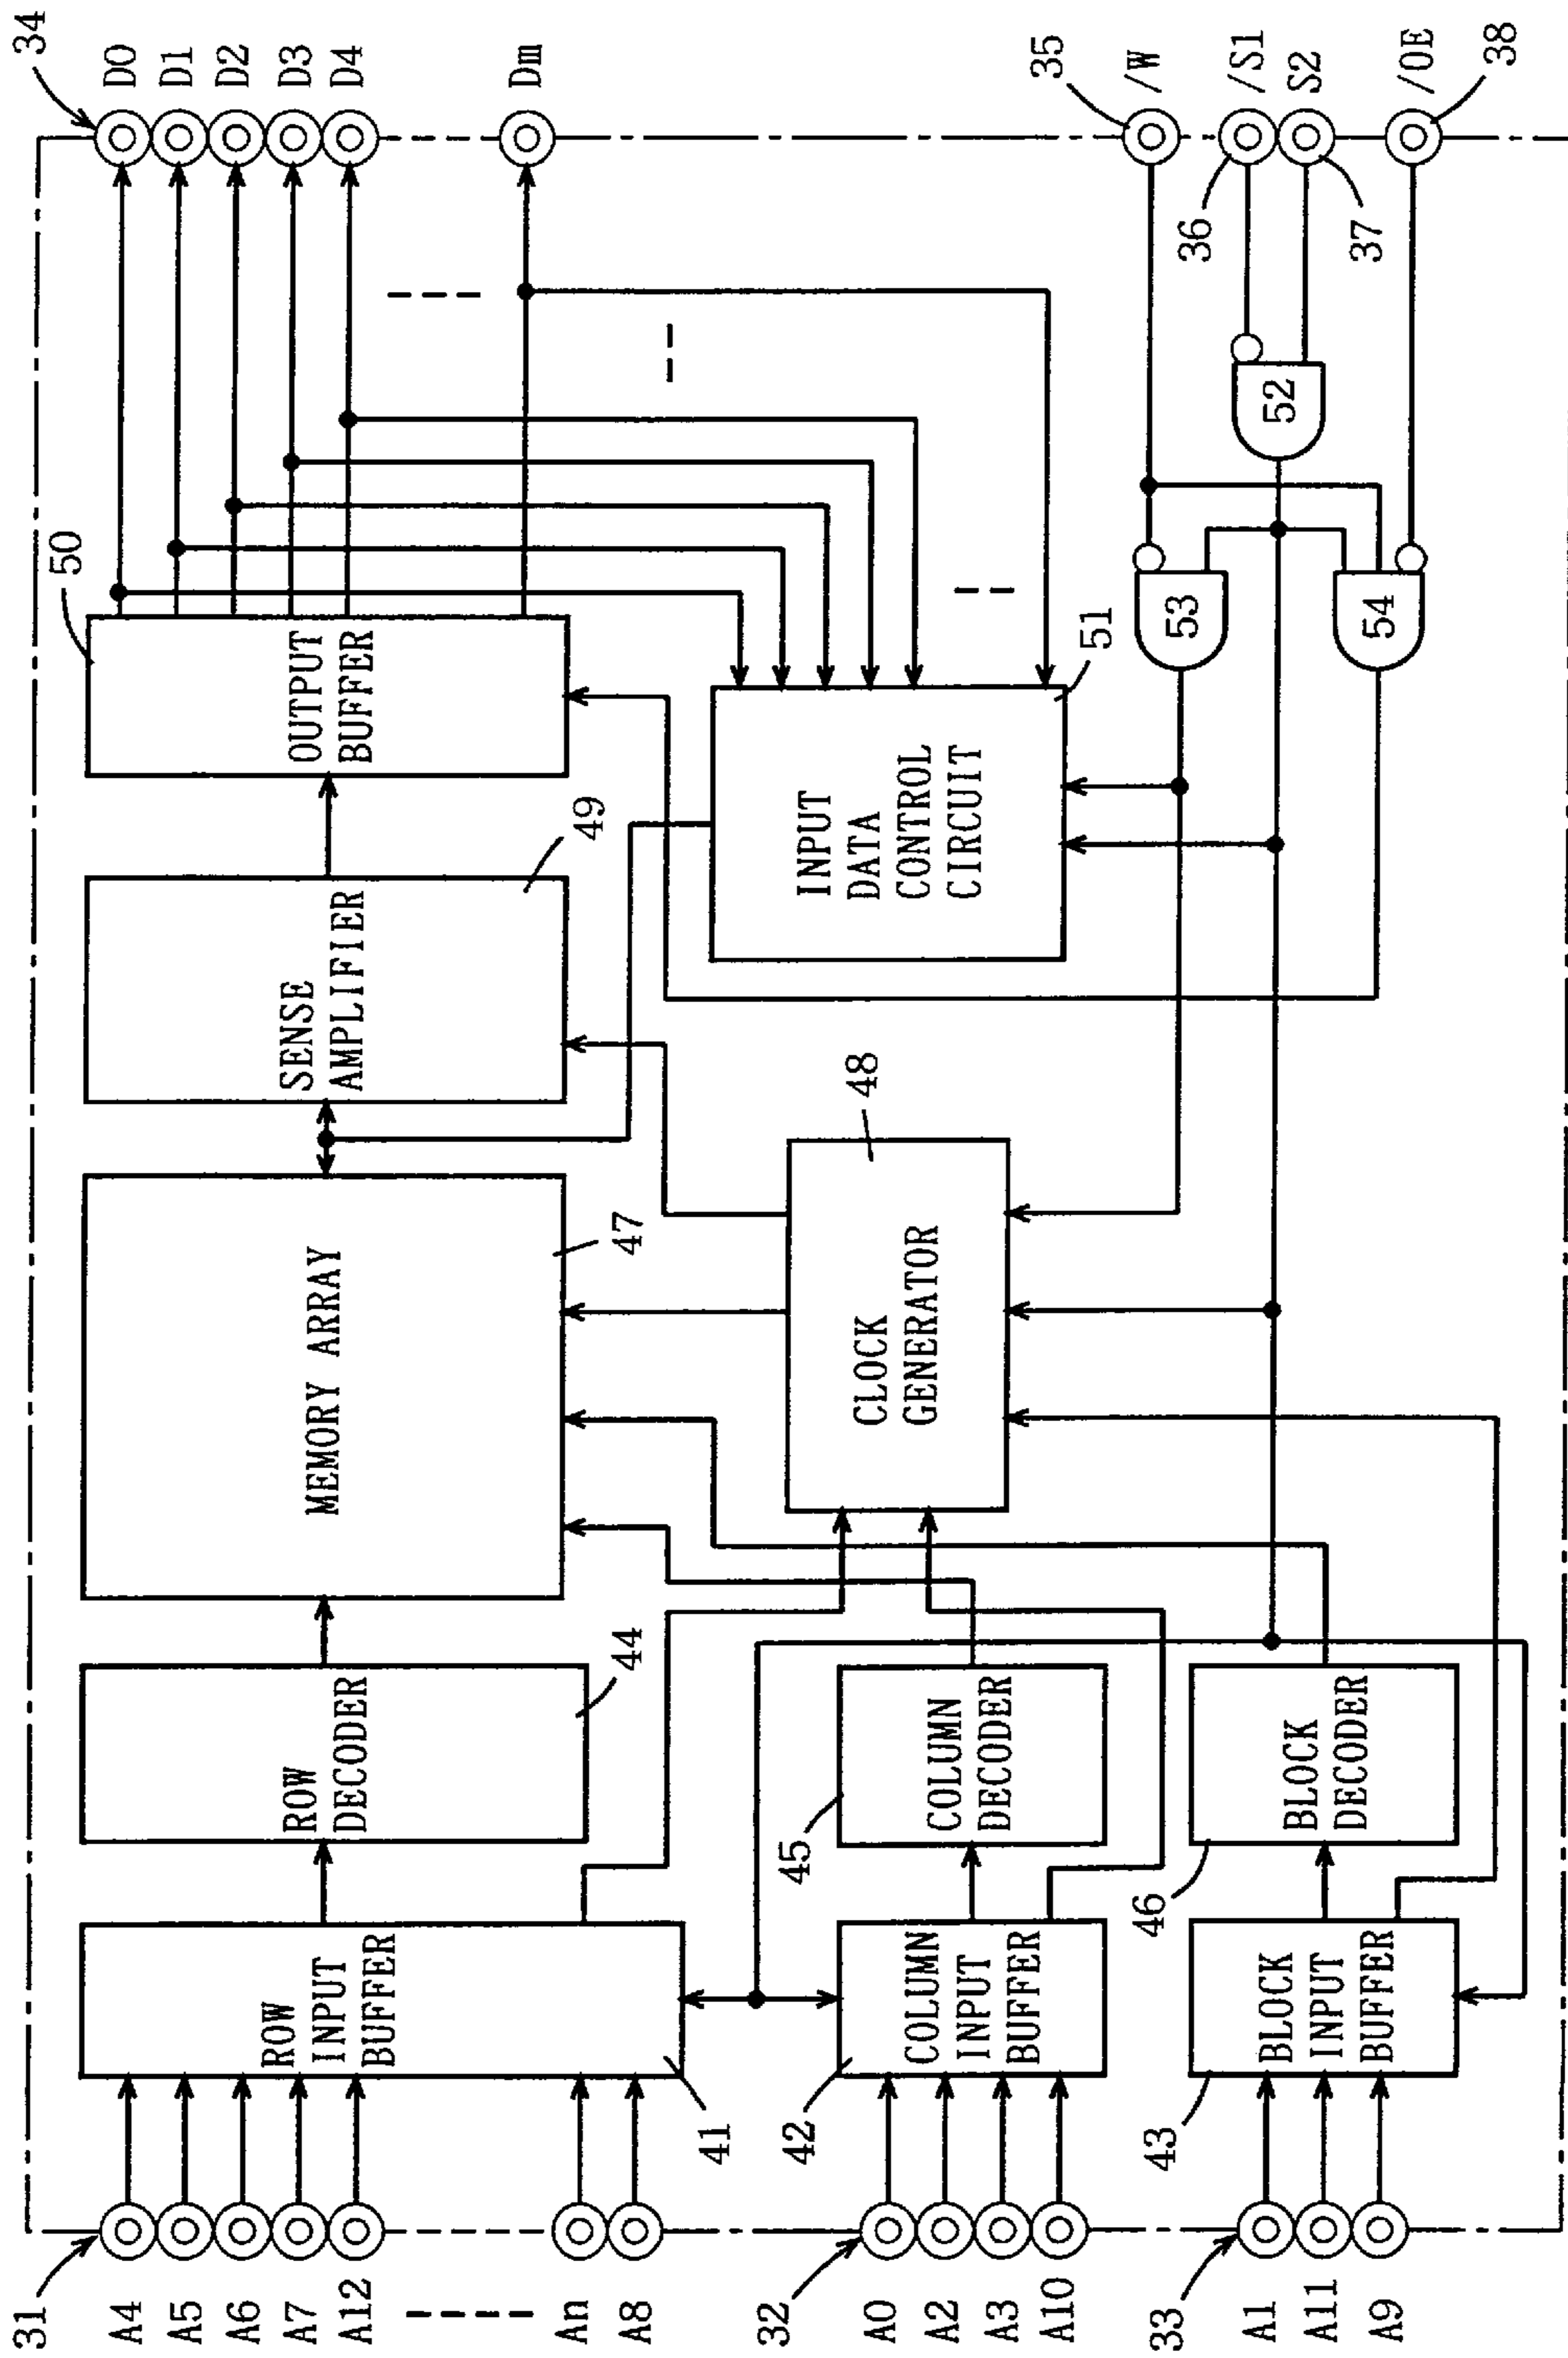 31
A4
A5
A6
A7
A12
An
A8
32
A0
A2
A3
A10
33
A1
A11
A9
ROW
INPUT
BUFFER
41
COLUMN
INPUT
BUFFER
42
BLOCK
INPUT
BUFFER
43
ROW
DECODER
44
COLUMN
DECODER
45
BLOCK
DECODER
46
MEMORY ARRAY
47
CLOCK
GENERATOR
48
SENSE
AMPLIFIER
49
OUTPUT
BUFFER
50
INPUT
DATA
CONTROL
CIRCUIT
51
52
53
54
34
D0
D1
D2
D3
D4
Dm
35
/W
36
/S1
S2
37
/OE
38